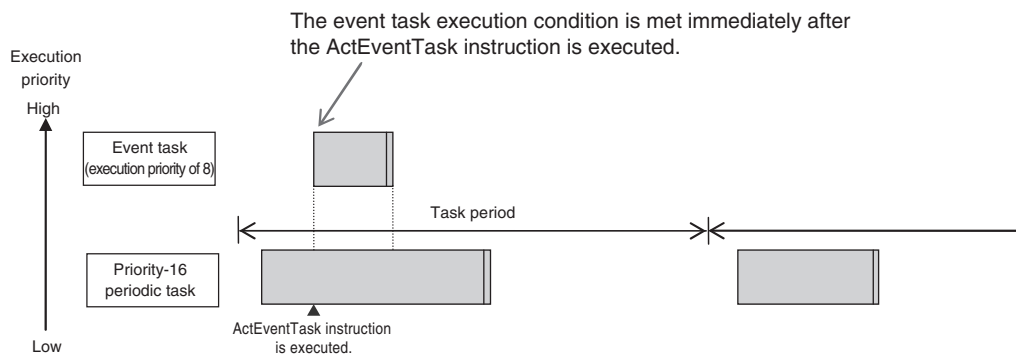 The event task execution condition is met immediately after
the ActEventTask instruction is executed.
Execution
priority
High
Event task
(execution priority of 8)
Task period
Priority-16
periodic task
ActEventTask instruction
is executed.
Low